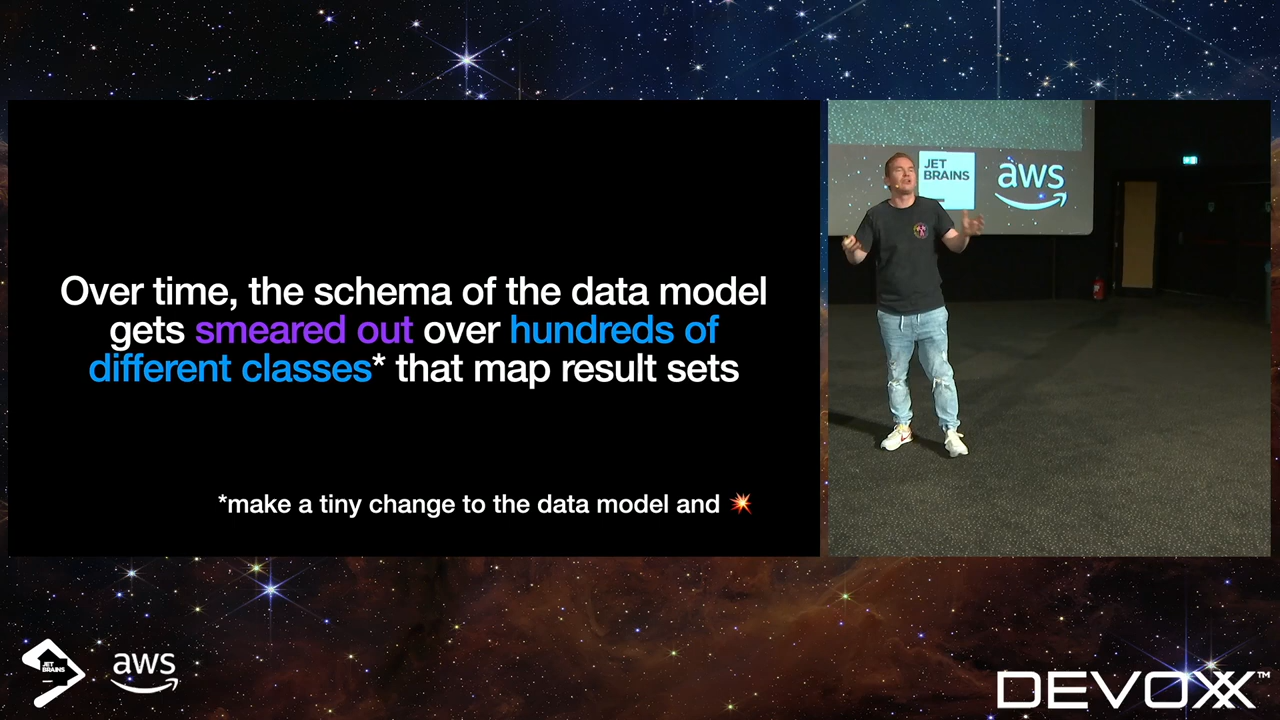 Over time, the schema of the data model
gets smeared out over hundreds of
different classes* that map result sets
*make a tiny change to the data model and 💥
JET
BRAINS
aws
JET
BRAINS
aws
DEVOXX™